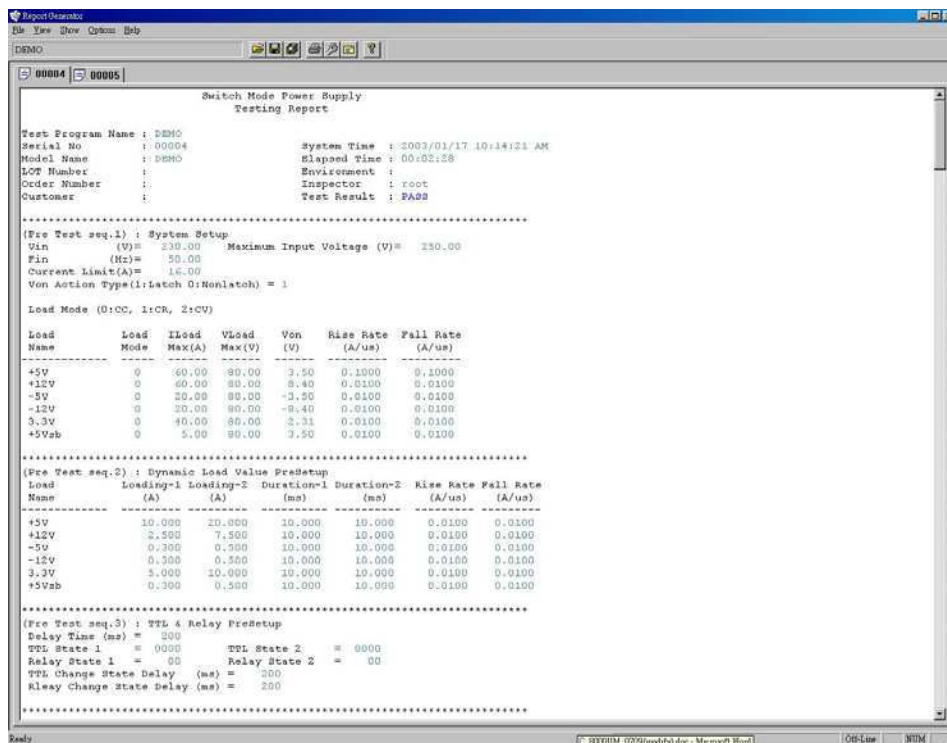 Report Generator
File View Show Options Help
DEMO
00004 00005
Switch Mode Power Supply
Testing Report
Test Program Name : DEMO
Serial No : 00004 System Time : 2003/01/17 10:14:21 AM
Model Name : DEMO Elapsed Time : 00:02:28
LOT Number : Environment :
Order Number : Inspector : root
Customer : Test Result : PASS
****************************************************************************
(Pre Test seq.1) : System Setup
Vin (V)= 230.00 Maximum Input Voltage (V)= 250.00
Fin (Hz)= 50.00
Current Limit(A)= 16.00
Von Action Type(1:Latch 0:Nonlatch) = 1
Load Mode (0:CC, 1:CR, 2:CV)
Load Load ILoad VLoad Von Rise Rate Fall Rate
Name Mode Max(A) Max(V) (V) (A/us) (A/us)
------------- ----- ------ ------ ------ --------- ---------
+5V 0 60.00 80.00 3.50 0.1000 0.1000
+12V 0 60.00 80.00 8.40 0.0100 0.0100
-5V 0 20.00 80.00 -3.50 0.0100 0.0100
-12V 0 20.00 80.00 -8.40 0.0100 0.0100
3.3V 0 40.00 80.00 2.31 0.0100 0.0100
+5Vsb 0 5.00 80.00 3.50 0.0100 0.0100
****************************************************************************
(Pre Test seq.2) : Dynamic Load Value PreSetup
Load Loading-1 Loading-2 Duration-1 Duration-2 Rise Rate Fall Rate
Name (A) (A) (ms) (ms) (A/us) (A/us)
------------- --------- --------- ---------- ---------- --------- ---------
+5V 10.000 20.000 10.000 10.000 0.0100 0.0100
+12V 2.500 7.500 10.000 10.000 0.0100 0.0100
-5V 0.300 0.500 10.000 10.000 0.0100 0.0100
-12V 0.300 0.500 10.000 10.000 0.0100 0.0100
3.3V 5.000 10.000 10.000 10.000 0.0100 0.0100
+5Vsb 0.300 0.500 10.000 10.000 0.0100 0.0100
****************************************************************************
(Pre Test seq.3) : TTL & Relay PreSetup
Delay Time (ms) = 200
TTL State 1 = 0000 TTL State 2 = 0000
Relay State 1 = 00 Relay State 2 = 00
TTL Change State Delay (ms) = 200
Rleay Change State Delay (ms) = 200
****************************************************************************
Ready Microsoft Word Off-Line NUM